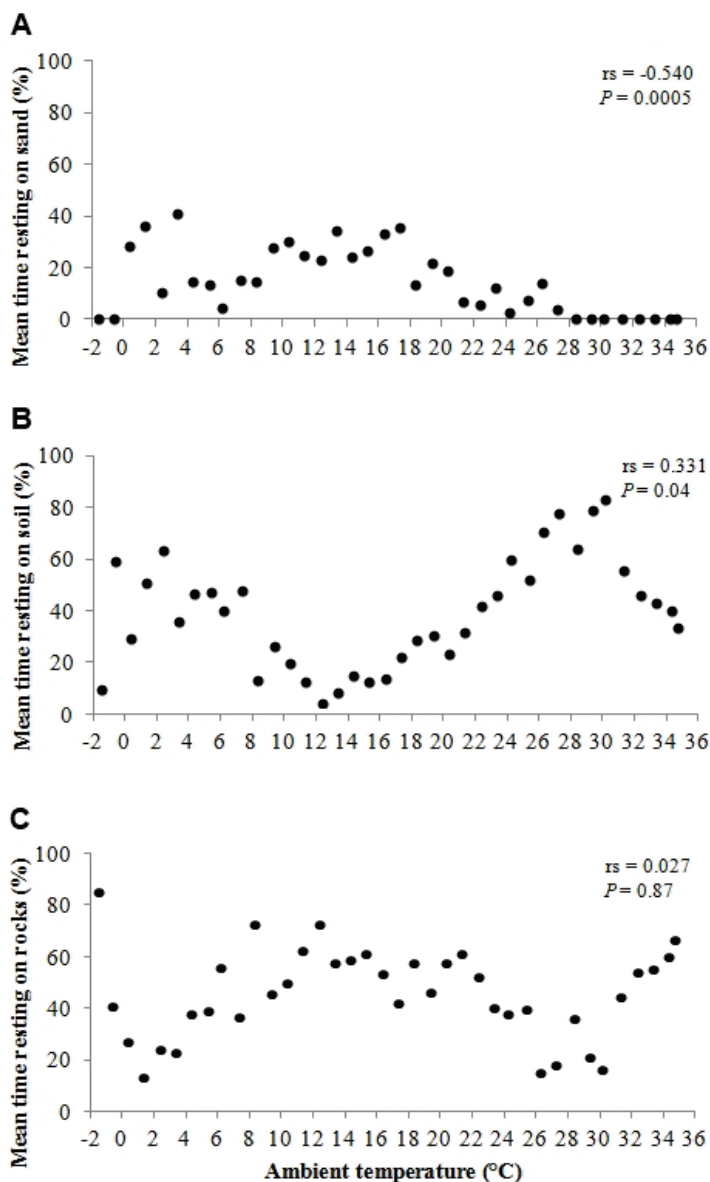 A
Mean time resting on sand (%)
100
80
60
40
20
0
rs = -0.540
P = 0.0005
-2 0 2 4 6 8 10 12 14 16 18 20 22 24 26 28 30 32 34 36
B
Mean time resting on soil (%)
100
80
60
40
20
0
rs = 0.331
P = 0.04
-2 0 2 4 6 8 10 12 14 16 18 20 22 24 26 28 30 32 34 36
C
Mean time resting on rocks (%)
100
80
60
40
20
0
rs = 0.027
P = 0.87
-2 0 2 4 6 8 10 12 14 16 18 20 22 24 26 28 30 32 34 36
Ambient temperature (°C)